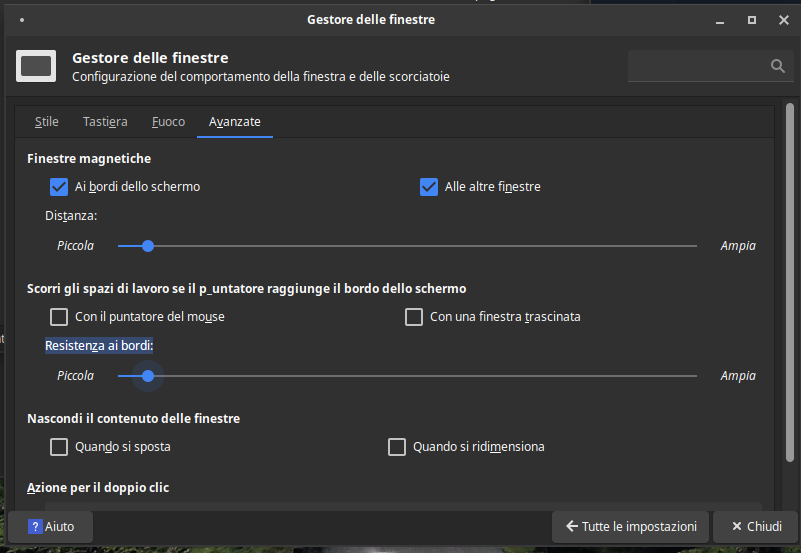 Gestore delle finestre
Gestore delle finestre
Configurazione del comportamento della finestra e delle scorciatoie
Stile Tastiera Fuoco Avanzate
Finestre magnetiche
Ai bordi dello schermo Alle altre finestre
Distanza:
Piccola Ampia
Scorri gli spazi di lavoro se il p_untatore raggiunge il bordo dello schermo
Con il puntatore del mouse Con una finestra trascinata
Resistenza ai bordi:
Piccola Ampia
Nascondi il contenuto delle finestre
Quando si sposta Quando si ridimensiona
Azione per il doppio clic
? Aiuto Tutte le impostazioni Chiudi